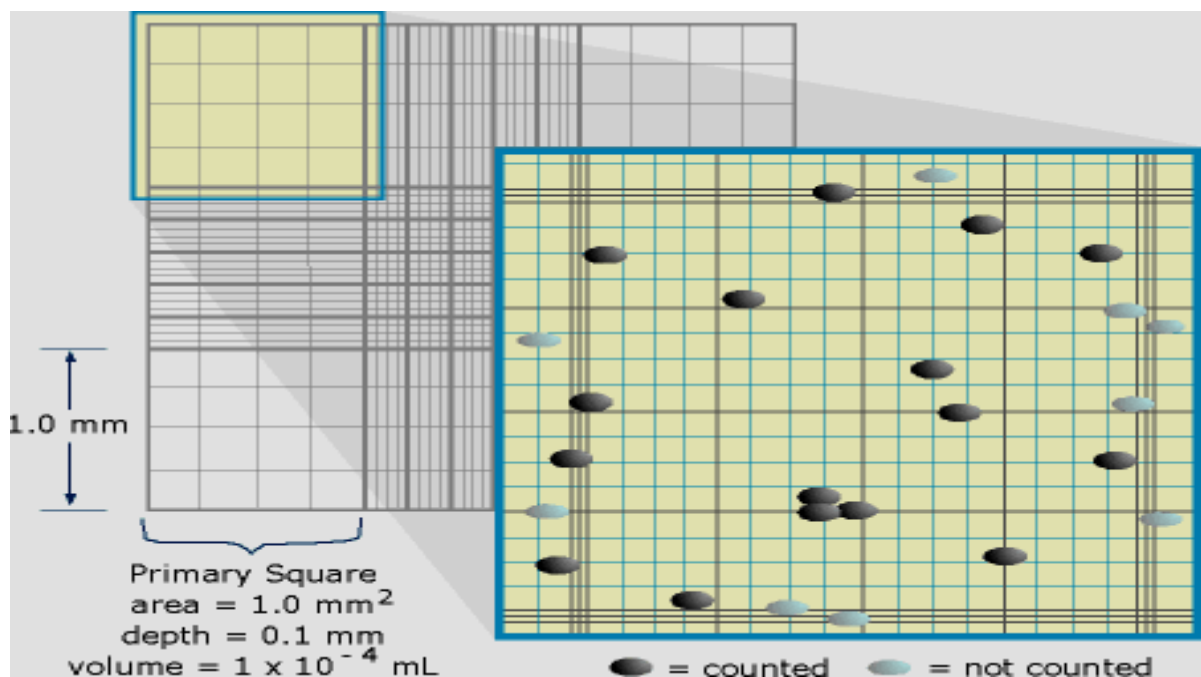 1.0 mm
Primary Square
area = 1.0 mm²
depth = 0.1 mm
volume = 1 x 10⁻⁴ mL
= counted = not counted